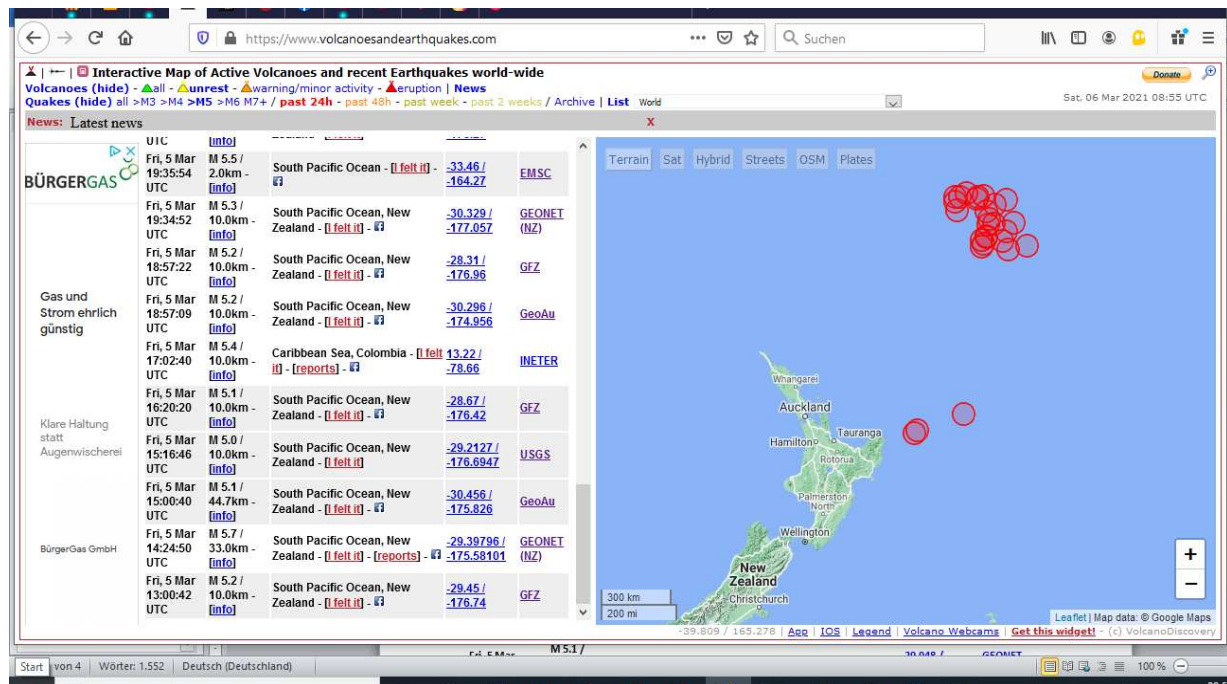 https://www.volcanoesandearthquakes.com
Suchen
Interactive Map of Active Volcanoes and recent Earthquakes world-wide
Donate
Volcanoes (hide) - all - unrest - warning/minor activity - eruption | News
Quakes (hide) all >M3 >M4 >M5 >M6 M7+ / past 24h - past 48h - past week - past 2 weeks / Archive | List World
Sat, 06 Mar 2021 08:55 UTC
News: Latest news
X
UTC [info]
Fri, 5 Mar 19:35:54 UTC M 5.5 / 2.0km - [info] South Pacific Ocean - [I felt it] - -33.46 / -164.27 EMSC
Fri, 5 Mar 19:34:52 UTC M 5.3 / 10.0km - [info] South Pacific Ocean, New Zealand - [I felt it] - -30.329 / -177.057 GEONET (NZ)
Fri, 5 Mar 18:57:22 UTC M 5.2 / 10.0km - [info] South Pacific Ocean, New Zealand - [I felt it] - -28.31 / -176.96 GFZ
Fri, 5 Mar 18:57:09 UTC M 5.2 / 10.0km - [info] South Pacific Ocean, New Zealand - [I felt it] - -30.296 / -174.956 GeoAu
Fri, 5 Mar 17:02:40 UTC M 5.4 / 10.0km - [info] Caribbean Sea, Colombia - [I felt it] - [reports] - 13.22 / -78.66 INETER
Fri, 5 Mar 16:20:20 UTC M 5.1 / 10.0km - [info] South Pacific Ocean, New Zealand - [I felt it] - -28.67 / -176.42 GFZ
Fri, 5 Mar 15:16:46 UTC M 5.0 / 10.0km - [info] South Pacific Ocean, New Zealand - [I felt it] -29.2127 / -176.6947 USGS
Fri, 5 Mar 15:00:40 UTC M 5.1 / 44.7km - [info] South Pacific Ocean, New Zealand - [I felt it] - -30.456 / -175.826 GeoAu
Fri, 5 Mar 14:24:50 UTC M 5.7 / 33.0km - [info] South Pacific Ocean, New Zealand - [I felt it] - [reports] - -29.39796 / -175.58101 GEONET (NZ)
Fri, 5 Mar 13:00:42 UTC M 5.2 / 10.0km - [info] South Pacific Ocean, New Zealand - [I felt it] - -29.45 / -176.74 GFZ
BÜRGERGAS
Gas und
Strom ehrlich
günstig
Klare Haltung
statt
Augenwischerei
BürgerGas GmbH
Terrain Sat Hybrid Streets OSM Plates
Whangarei
Auckland
Tauranga
Hamilton
Rotorua
Palmerston
North
Wellington
New
Zealand
Christchurch
+
−
300 km
200 mi
Leaflet | Map data: © Google Maps
-39.809 / 165.278 | App | IOS | Legend | Volcano Webcams | Get this widget! - (c) VolcanoDiscovery
M 5.1 /
Start von 4 Wörter: 1.552 Deutsch (Deutschland) 100 %